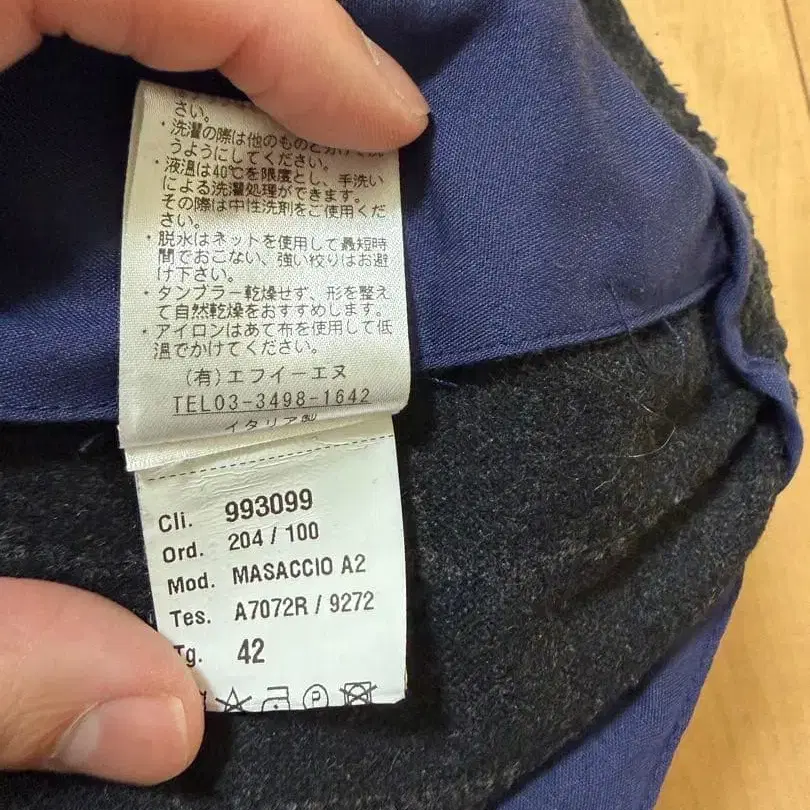 さい。
・洗濯の際は他のものと分けて洗
うようにしてください。
・液温は40℃を限度とし、手洗い
による洗濯処理ができます。
その際は中性洗剤をご使用くだ
さい。
・脱水はネットを使用して最短時
間でおこない、強い絞りはお避
け下さい。
・タンブラー乾燥せず、形を整え
て自然乾燥をおすすめします。
・アイロンはあて布を使用して低
温でかけてください。
(有)エフイーエヌ
TEL03-3498-1642
イタリア製
Cli. 993099
Ord. 204 / 100
Mod. MASACCIO A2
Tes. A7072R / 9272
Tg. 42